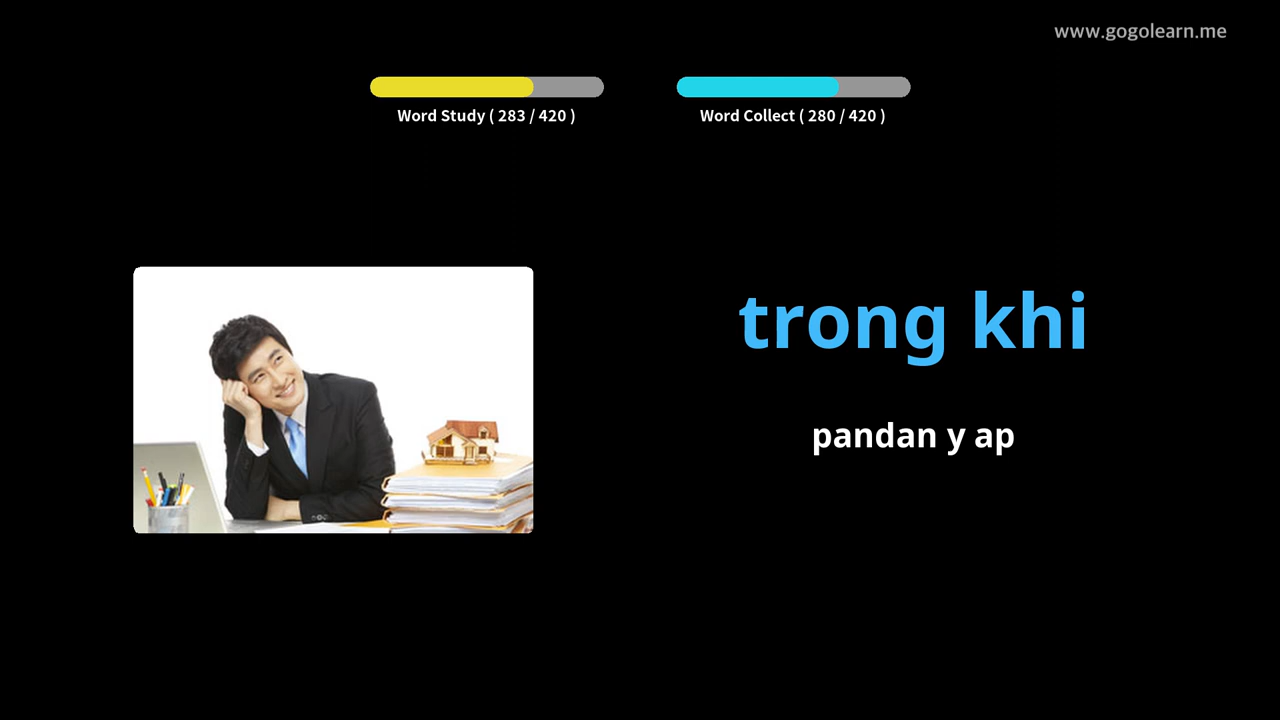 www.gogolearn.me
Word Study ( 283 / 420 )
Word Collect ( 280 / 420 )
trong khi
pandan y ap